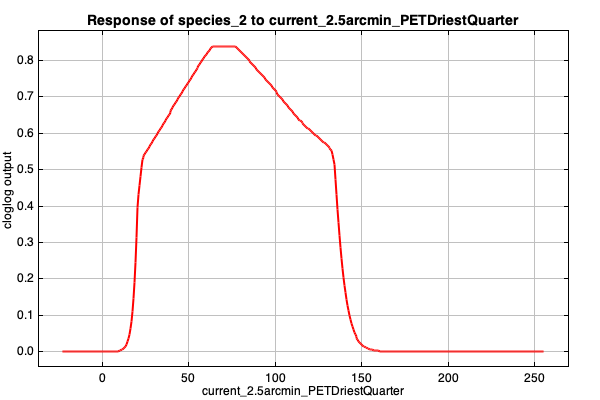 Response of species_2 to current_2.5arcmin_PETDriestQuarter
cloglog output
0.8
0.7
0.6
0.5
0.4
0.3
0.2
0.1
0.0
0 50 100 150 200 250
current_2.5arcmin_PETDriestQuarter